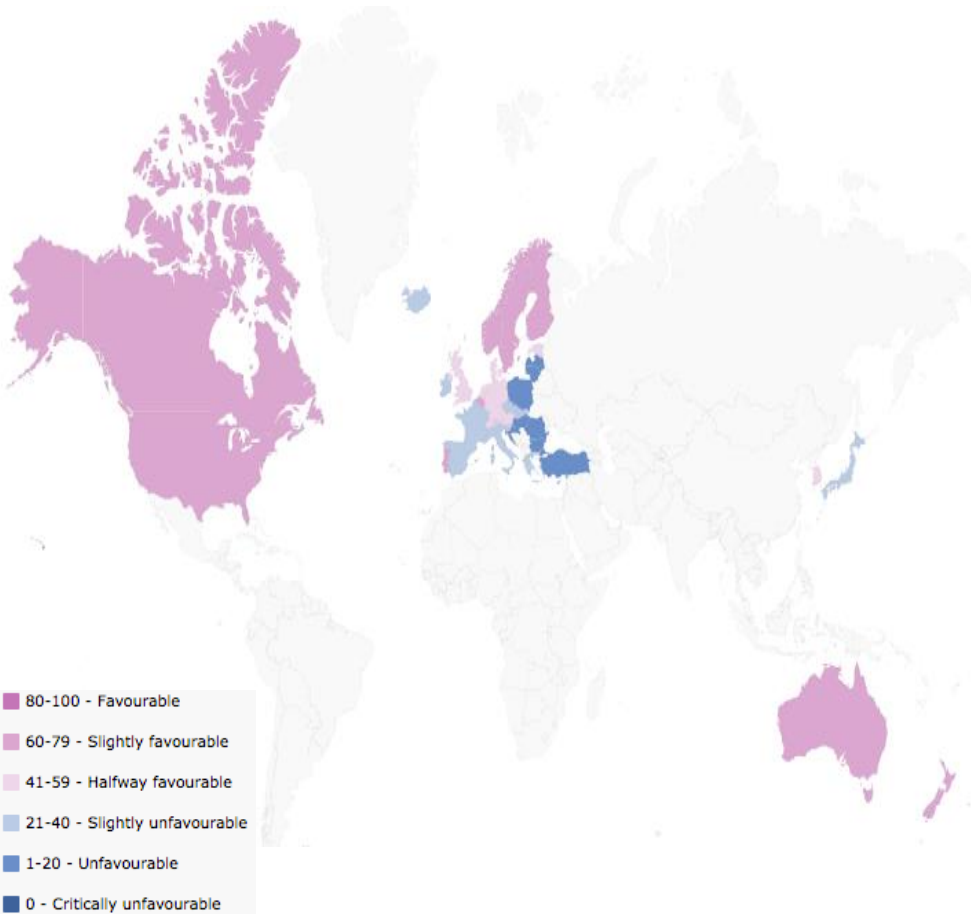 80-100 - Favourable
60-79 - Slightly favourable
41-59 - Halfway favourable
21-40 - Slightly unfavourable
1-20 - Unfavourable
0 - Critically unfavourable